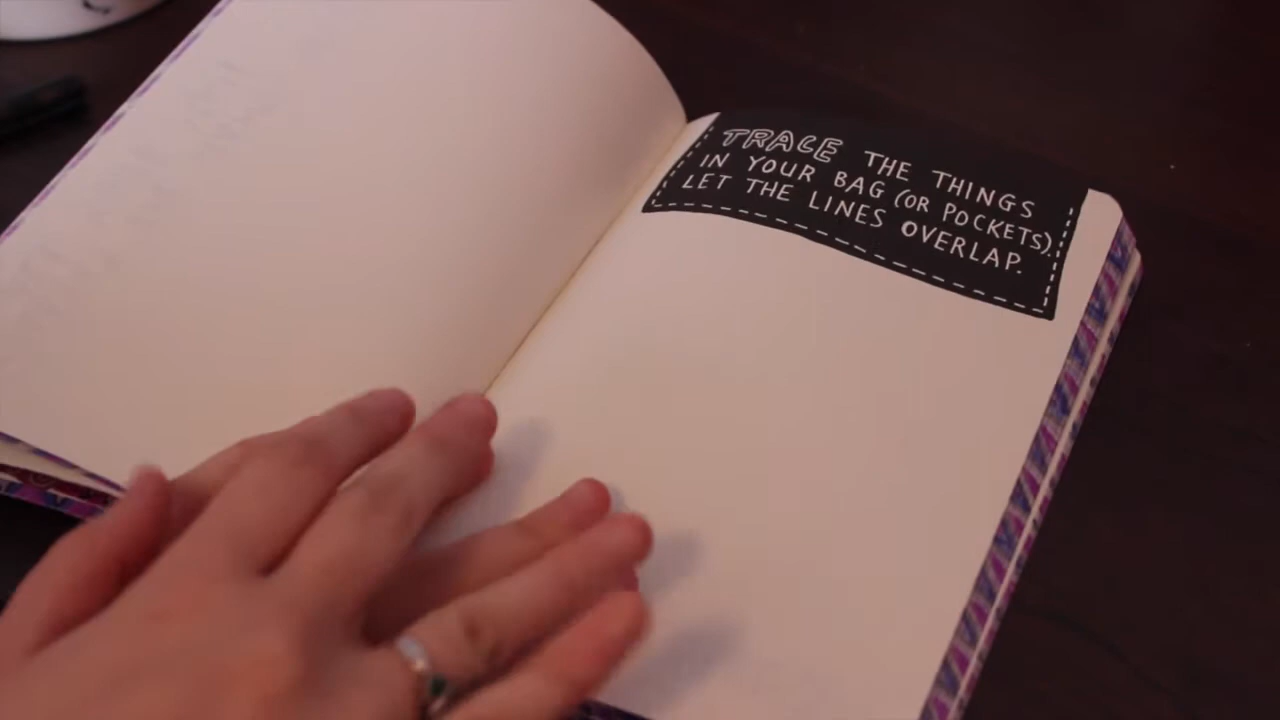 TRACE THE THINGS
IN YOUR BAG (OR POCKETS).
LET THE LINES OVERLAP.